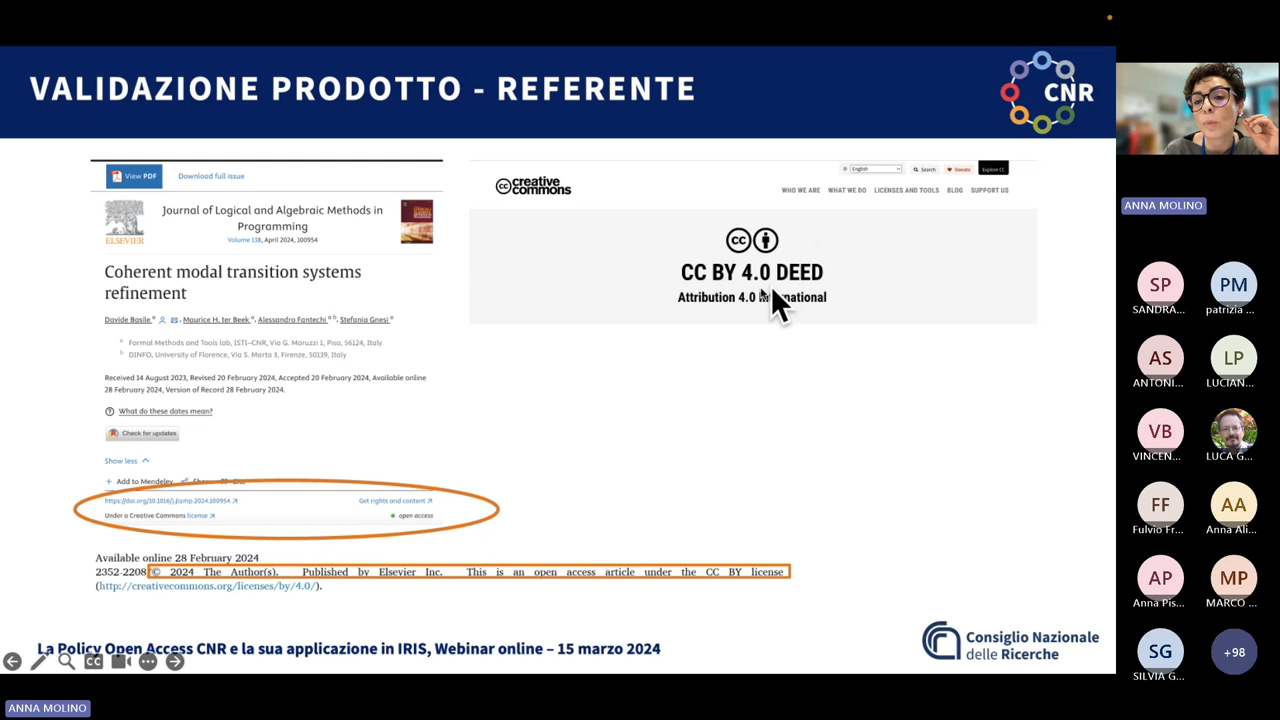 VALIDAZIONE PRODOTTO - REFERENTE
CNR
View PDF
Download full issue
ELSEVIER
Journal of Logical and Algebraic Methods in
Programming
Volume 138, April 2024, 100954
Coherent modal transition systems
refinement
Davide Basile a, Maurice H. ter Beek a, Alessandro Fantechi a b, Stefania Gnesi a
a Formal Methods and Tools lab, ISTI–CNR, Via G. Moruzzi 1, Pisa, 56124, Italy
b DINFO, University of Florence, Via S. Marta 3, Firenze, 50139, Italy
Received 14 August 2023, Revised 20 February 2024, Accepted 20 February 2024, Available online
28 February 2024, Version of Record 28 February 2024.
What do these dates mean?
Check for updates
Show less
+ Add to Mendeley
https://doi.org/10.1016/j.jlamp.2024.100954
Get rights and content
Under a Creative Commons license
open access
Available online 28 February 2024
2352-2208/© 2024 The Author(s). Published by Elsevier Inc. This is an open access article under the CC BY license
(http://creativecommons.org/licenses/by/4.0/).
English
Search
Donate
Explore CC
cc creative commons
WHO WE ARE WHAT WE DO LICENSES AND TOOLS BLOG SUPPORT US
cc
CC BY 4.0 DEED
Attribution 4.0 International
La Policy Open Access CNR e la sua applicazione in IRIS, Webinar online – 15 marzo 2024
CC
Consiglio Nazionale
delle Ricerche
ANNA MOLINO
ANNA MOLINO
SP
SANDRA...
PM
patrizia ...
AS
ANTONI...
LP
LUCIAN...
VB
VINCEN...
LUCA G...
FF
Fulvio Fr...
AA
Anna Ali...
AP
Anna Pis...
MP
MARCO ...
SG
SILVIA G...
+98